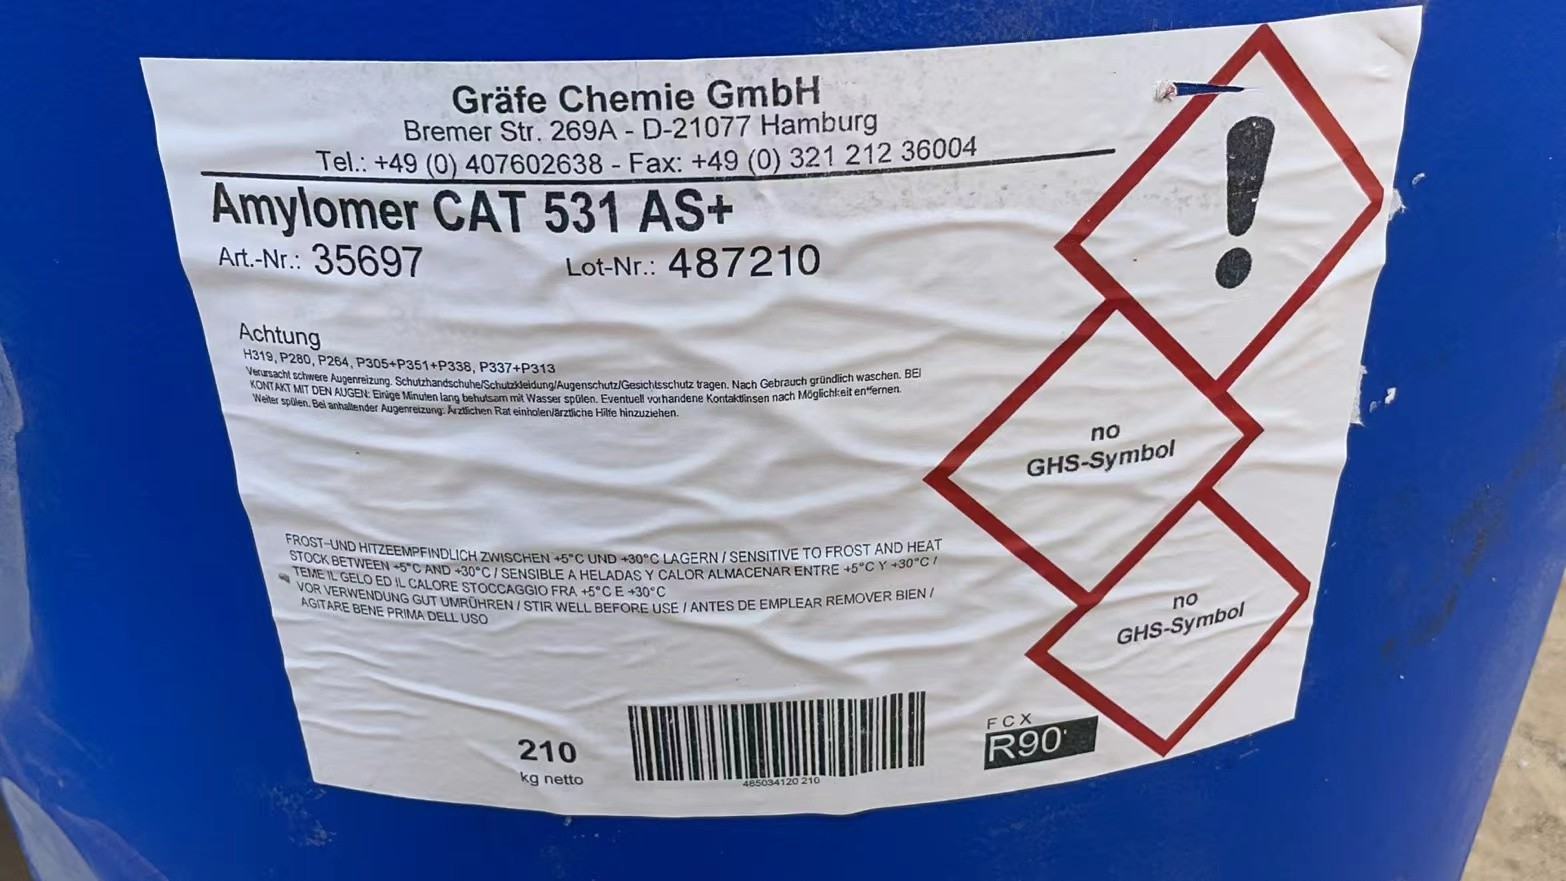 Gräfe Chemie GmbH
Bremer Str. 269A - D-21077 Hamburg
Tel.: +49 (0) 407602638 - Fax: +49 (0) 321 212 36004
Amylomer CAT 531 AS+
Art.-Nr.: 35697 Lot-Nr.: 487210
Achtung
H319, P280, P264, P305+P351+P338, P337+P313
Verursacht schwere Augenreizung. Schutzhandschuhe/Schutzkleidung/Augenschutz/Gesichtsschutz tragen. Nach Gebrauch gründlich waschen. BEI
KONTAKT MIT DEN AUGEN: Einige Minuten lang behutsam mit Wasser spülen. Eventuell vorhandene Kontaktlinsen nach Möglichkeit entfernen.
Weiter spülen. Bei anhaltender Augenreizung: Ärztlichen Rat einholen/ärztliche Hilfe hinzuziehen.
no
GHS-Symbol
FROST-UND HITZEEMPFINDLICH ZWISCHEN +5°C UND +30°C LAGERN / SENSITIVE TO FROST AND HEAT
STOCK BETWEEN +5°C AND +30°C / SENSIBLE A HELADAS Y CALOR ALMACENAR ENTRE +5°C Y +30°C /
TEME IL GELO ED IL CALORE STOCCAGGIO FRA +5°C E +30°C
VOR VERWENDUNG GUT UMRÜHREN / STIR WELL BEFORE USE / ANTES DE EMPLEAR REMOVER BIEN /
AGITARE BENE PRIMA DELL USO
no
GHS-Symbol
210
kg netto
485034120 210
FCX
R90